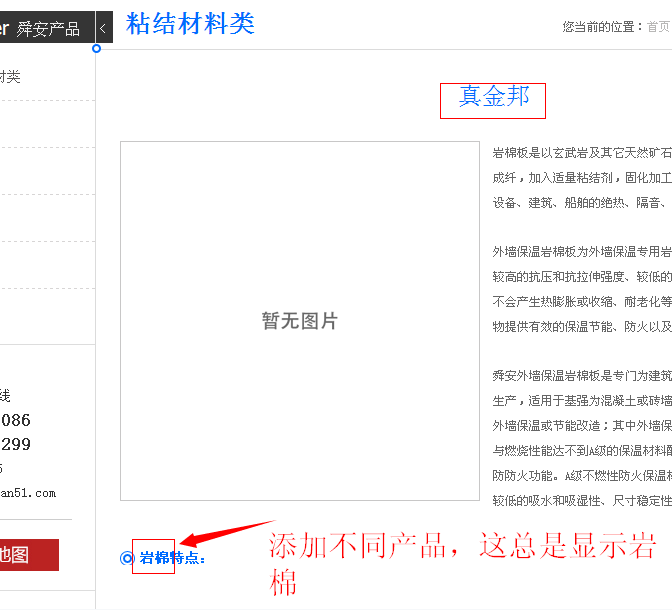 er 舜安产品
粘结材料类
您当前的位置：首页
材类
真金邦
岩棉板是以玄武岩及其它天然矿石
成纤，加入适量粘结剂，固化加工
设备、建筑、船舶的绝热、隔音、
外墙保温岩棉板为外墙保温专用岩
较高的抗压和抗拉伸强度、较低的
不会产生热膨胀或收缩、耐老化等
物提供有效的保温节能、防火以及
暂无图片
舜安外墙保温岩棉板是专门为建筑
生产，适用于基强为混凝土或砖墙
外墙保温或节能改造；其中外墙保
与燃烧性能达不到A级的保温材料配
防防火功能。A级不燃性防火保温材
较低的吸水和吸湿性、尺寸稳定性
线
086
299
5
an51.com
地图
岩棉特点：
添加不同产品，这总是显示岩
棉